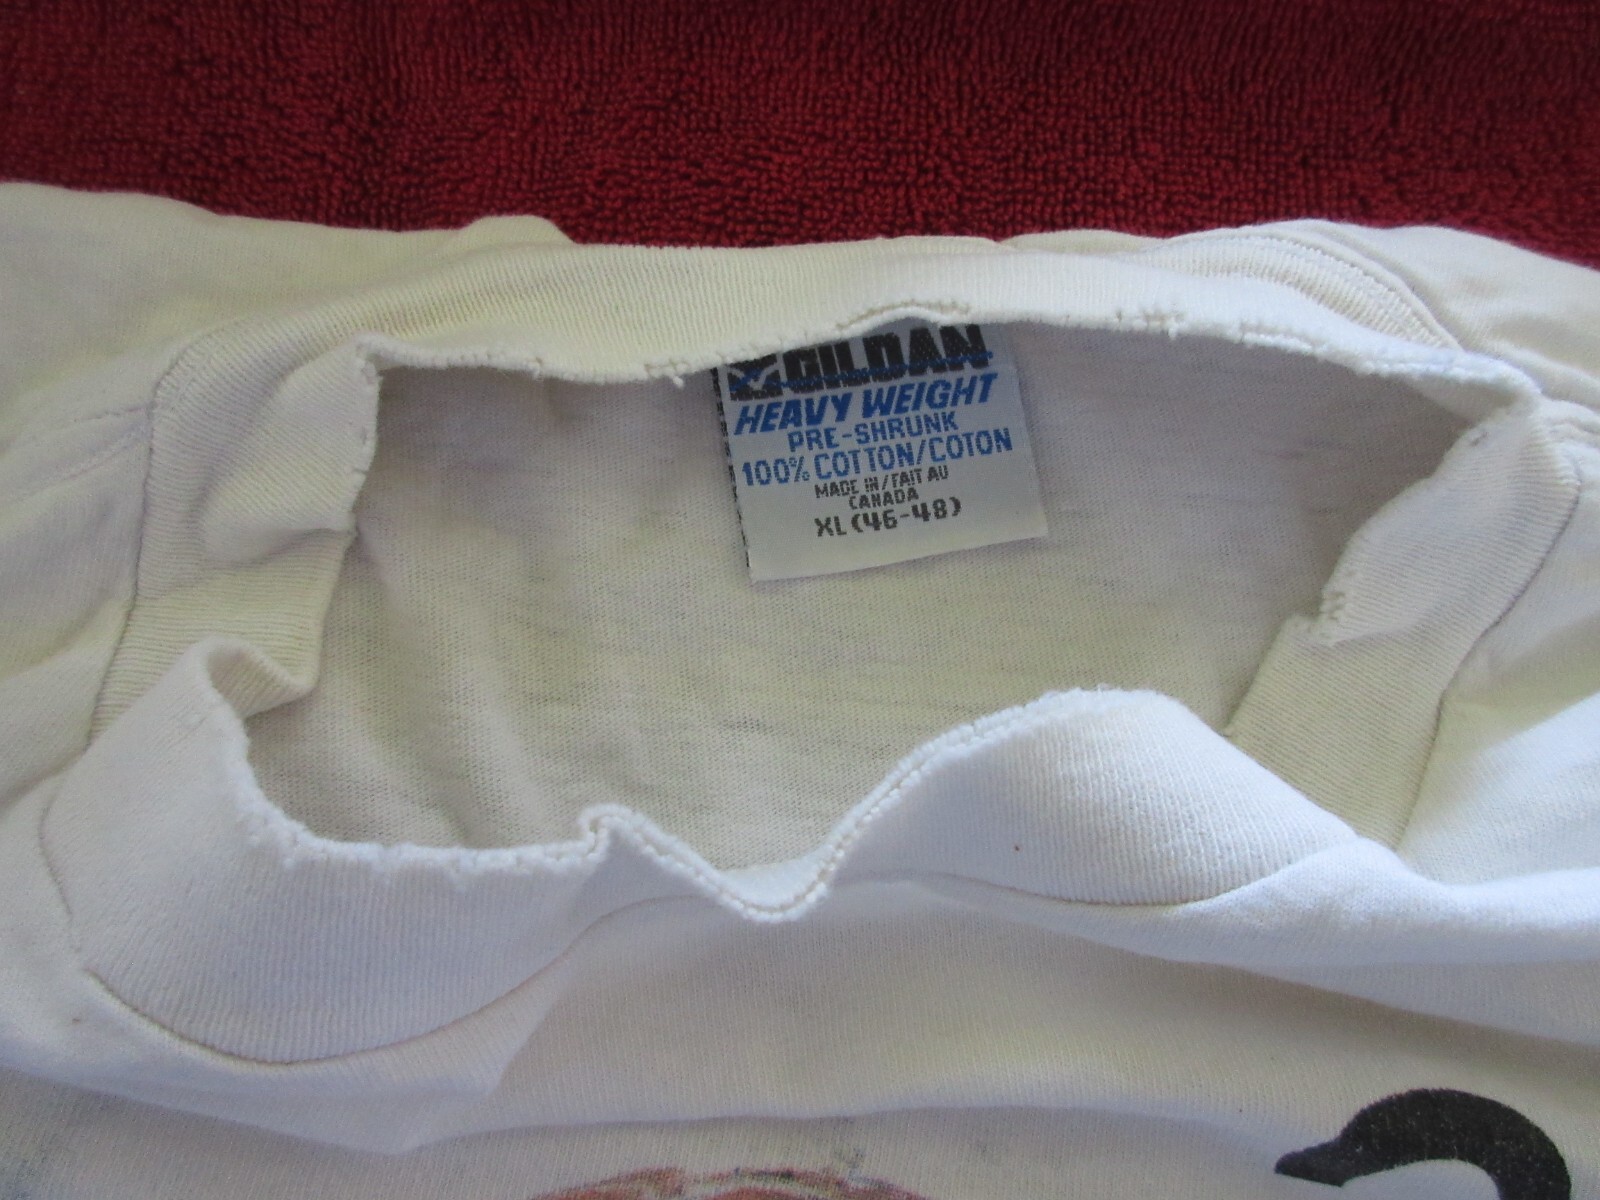 GILDAN
HEAVY WEIGHT
PRE-SHRUNK
100% COTTON/COTON
MADE IN/FAIT AU
CANADA
XL (46-48)